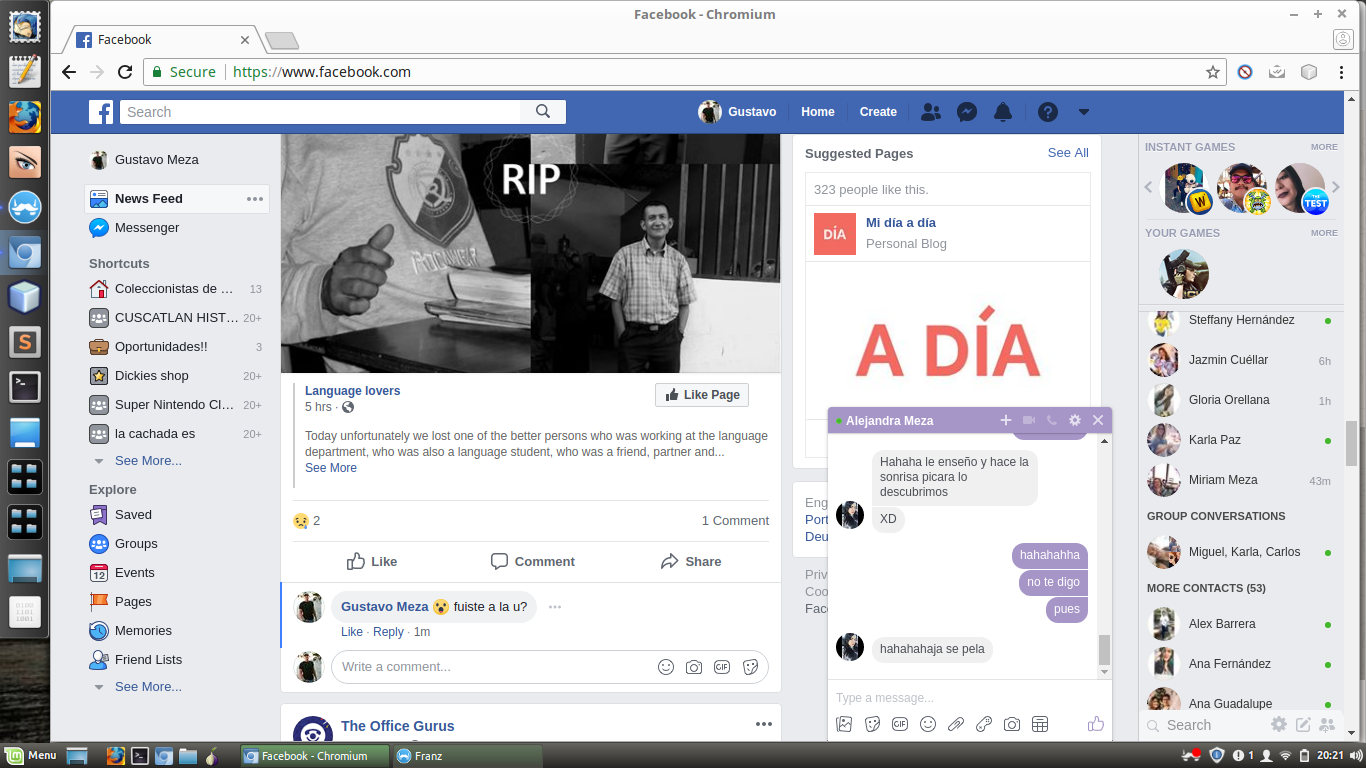 Facebook - Chromium
Facebook
Secure
https://www.facebook.com
Search
Gustavo
Home
Create
Gustavo Meza
News Feed
Messenger
Shortcuts
Coleccionistas de ...
13
CUSCATLAN HIST...
20+
Oportunidades!!
3
Dickies shop
20+
Super Nintendo Cl...
20+
la cachada es
20+
See More...
Explore
Saved
Groups
12
Events
Pages
Memories
Friend Lists
See More...
RIP
Language lovers
5 hrs ·
Like Page
Today unfortunately we lost one of the better persons who was working at the language
department, who was also a language student, who was a friend, partner and...
See More
2
1 Comment
Like
Comment
Share
Gustavo Meza 😮 fuiste a la u?
Like · Reply · 1m
Write a comment...
GIF
The Office Gurus
Suggested Pages
See All
323 people like this.
DÍA
Mi día a día
Personal Blog
A DÍA
Eng
Port
Deu
Priv
Coo
Face
Alejandra Meza
Hahaha le enseño y hace la
sonrisa picara lo
descubrimos
XD
hahahahha
no te digo
pues
hahahahaja se pela
Type a message...
GIF
INSTANT GAMES
MORE
W
THE
TEST
YOUR GAMES
MORE
Steffany Hernández
Jazmin Cuéllar
6h
Gloria Orellana
1h
Karla Paz
Miriam Meza
43m
GROUP CONVERSATIONS
Miguel, Karla, Carlos
MORE CONTACTS (53)
Alex Barrera
Ana Fernández
Ana Guadalupe
Search
Menu
Facebook - Chromium
Franz
1
20:21